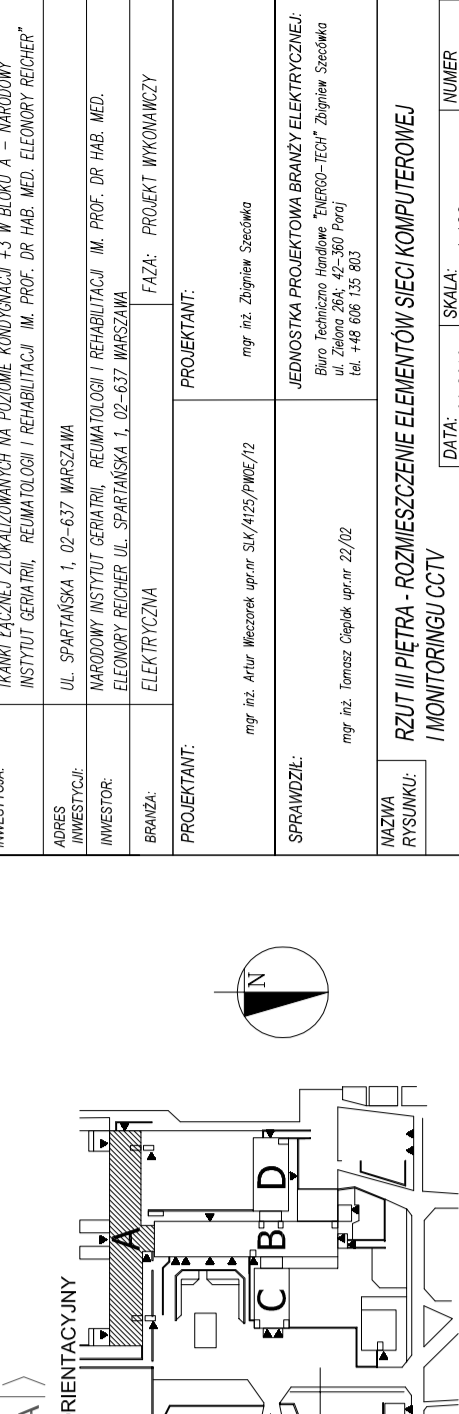 TKANKI ŁĄCZNEJ ZLOKALIZOWANYCH NA POZIOMIE KONDYGNACJI +3 W BLOKU A – NARODOWY
INSTYTUT GERIATRII, REUMATOLOGII I REHABILITACJI IM. PROF. DR HAB. MED. ELEONORY REICHER"
ADRES
INWESTYCJI:
UL. SPARTAŃSKA 1, 02–637 WARSZAWA
INWESTOR:
NARODOWY INSTYTUT GERIATRII, REUMATOLOGII I REHABILITACJI IM. PROF. DR HAB. MED.
ELEONORY REICHER UL. SPARTAŃSKA 1, 02–637 WARSZAWA
BRANŻA:
ELEKTRYCZNA
FAZA: PROJEKT WYKONAWCZY
PROJEKTANT:
mgr inż. Artur Wieczorek upr.nr SLK/4125/PWOE/12
PROJEKTANT:
mgr inż. Zbigniew Szecówka
SPRAWDZIŁ:
mgr inż. Tomasz Cieplak upr.nr 22/02
JEDNOSTKA PROJEKTOWA BRANŻY ELEKTRYCZNEJ:
Biuro Techniczno Handlowe "ENERGO–TECH" Zbigniew Szecówka
ul. Zielona 26A; 42–360 Poraj
tel. +48 606 135 803
NAZWA
RYSUNKU:
RZUT III PIĘTRA - ROZMIESZCZENIE ELEMENTÓW SIECI KOMPUTEROWEJ
I MONITORINGU CCTV
DATA:
SKALA:
NUMER
RIENTACYJNY
A
B
C
D
N